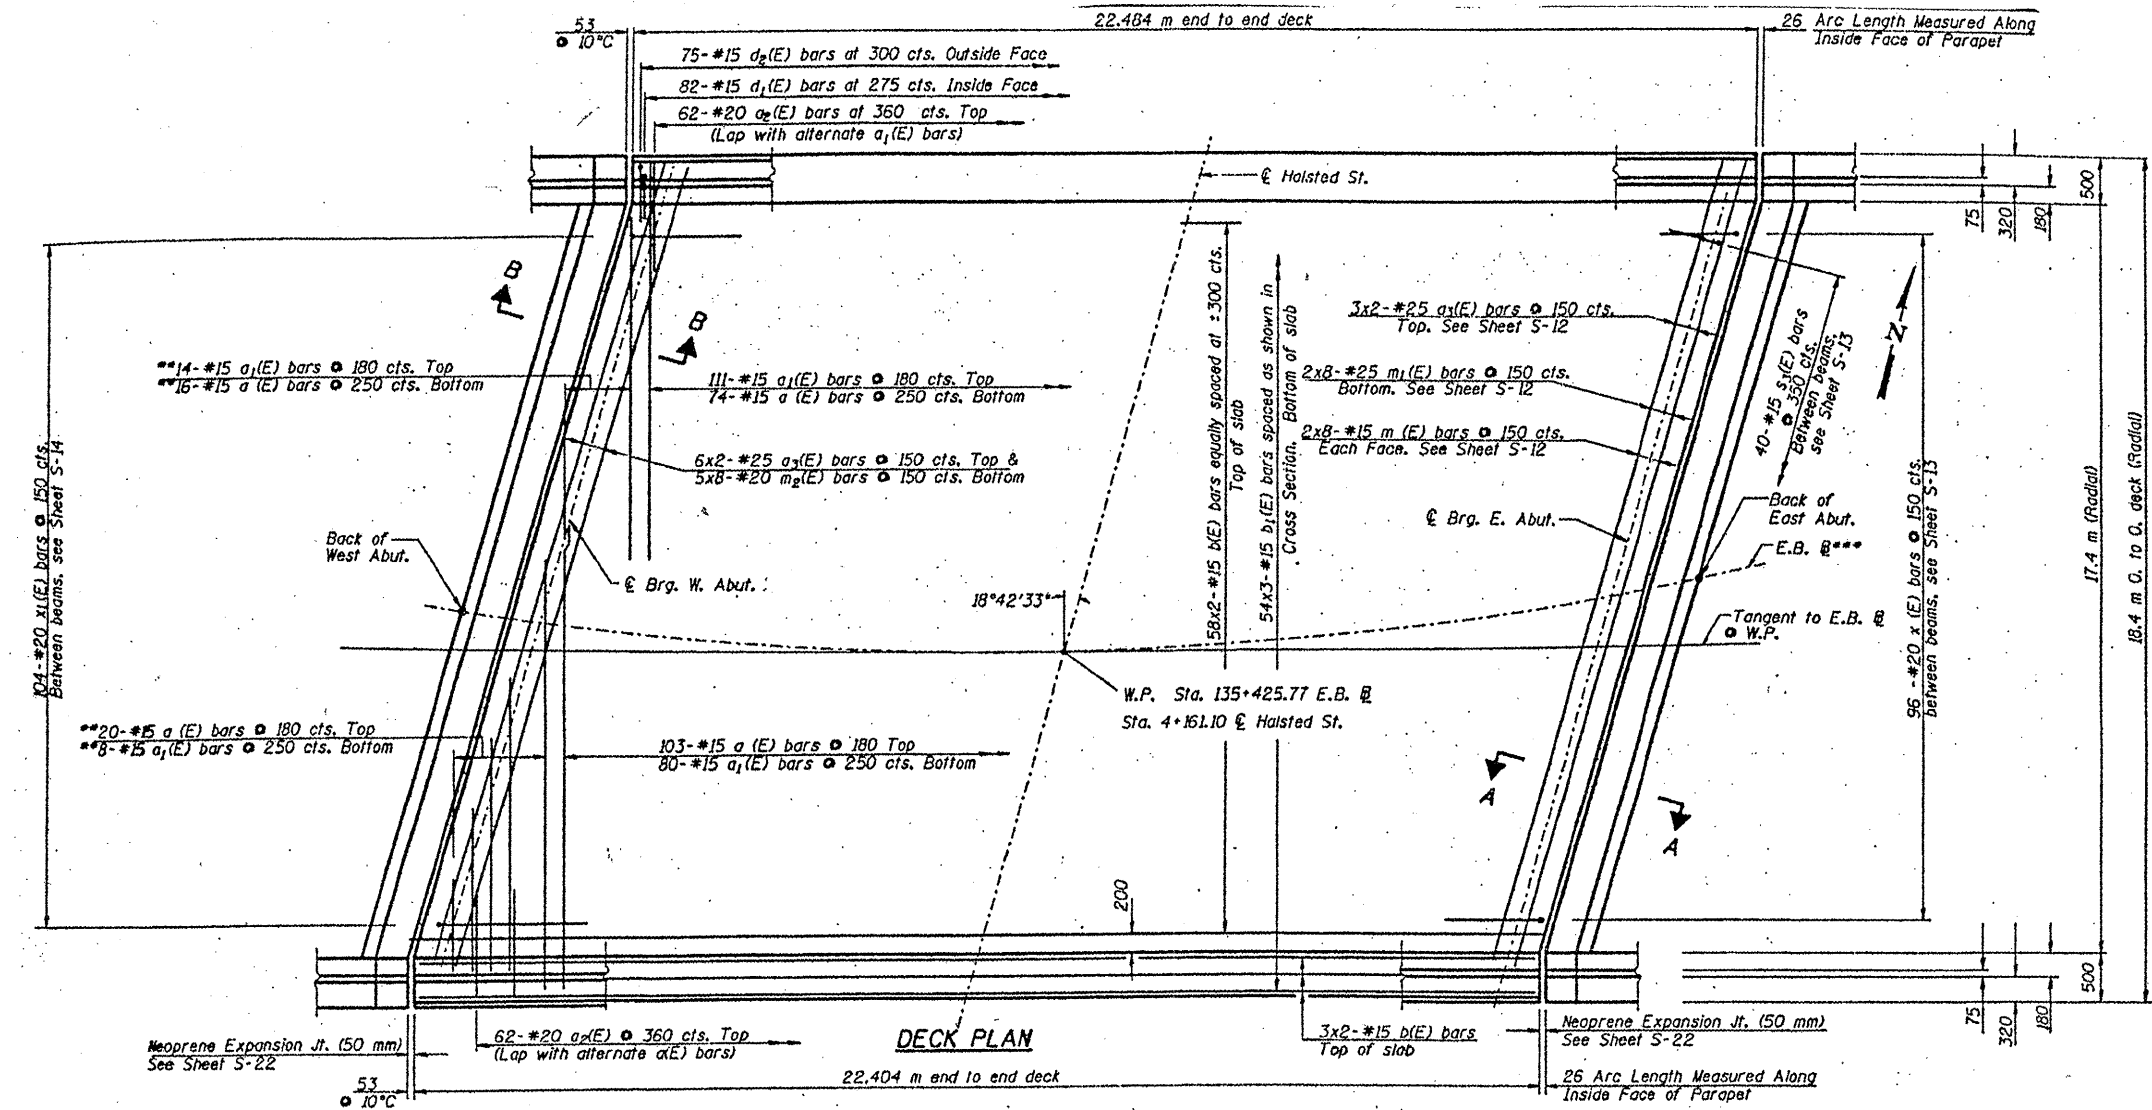 22.484 m end to end deck
53
@ 10°C
26 Arc Length Measured Along
Inside Face of Parapet
75-#15 d2(E) bars at 300 cts. Outside Face
82-#15 d1(E) bars at 275 cts. Inside Face
62-#20 a2(E) bars at 360 cts. Top
(Lap with alternate a1(E) bars)
℄ Halsted St.
500
75
320
180
B
B
**14-#15 a1(E) bars @ 180 cts. Top
**16-#15 a (E) bars @ 250 cts. Bottom
111-#15 a1(E) bars @ 180 cts. Top
74-#15 a (E) bars @ 250 cts. Bottom
6x2-#25 a3(E) bars @ 150 cts. Top &
5x8-#20 m2(E) bars @ 150 cts. Bottom
58x2-#15 b(E) bars equally spaced at ±300 cts.
Top of slab
54x3-#15 b1(E) bars spaced as shown in
Cross Section. Bottom of slab
3x2-#25 a3(E) bars @ 150 cts.
Top. See Sheet S-12
2x8-#25 m1(E) bars @ 150 cts.
Bottom. See Sheet S-12
2x8-#15 m (E) bars @ 150 cts.
Each Face. See Sheet S-12
40-#15 s3(E) bars
@ 350 cts.
Between beams,
see Sheet S-13
N
104-#20 x1(E) bars @ 150 cts.
Between beams, see Sheet S-14
Back of
West Abut.
℄ Brg. W. Abut.
℄ Brg. E. Abut.
Back of
East Abut.
E.B. ⅊***
96-#20 x (E) bars @ 150 cts.
between beams, see Sheet S-13
17.4 m (Radial)
18.4 m O. to O. deck (Radial)
18°42'33"
Tangent to E.B. ⅊
@ W.P.
W.P. Sta. 135+425.77 E.B. ⅊
Sta. 4+161.10 ℄ Halsted St.
**20-#15 a (E) bars @ 180 cts. Top
**8-#15 a1(E) bars @ 250 cts. Bottom
103-#15 a (E) bars @ 180 Top
80-#15 a1(E) bars @ 250 cts. Bottom
A
A
200
500
75
320
180
Neoprene Expansion Jt. (50 mm)
See Sheet S-22
62-#20 a2(E) @ 360 cts. Top
(Lap with alternate a(E) bars)
DECK PLAN
3x2-#15 b(E) bars
Top of slab
Neoprene Expansion Jt. (50 mm)
See Sheet S-22
53
@ 10°C
22.404 m end to end deck
26 Arc Length Measured Along
Inside Face of Parapet